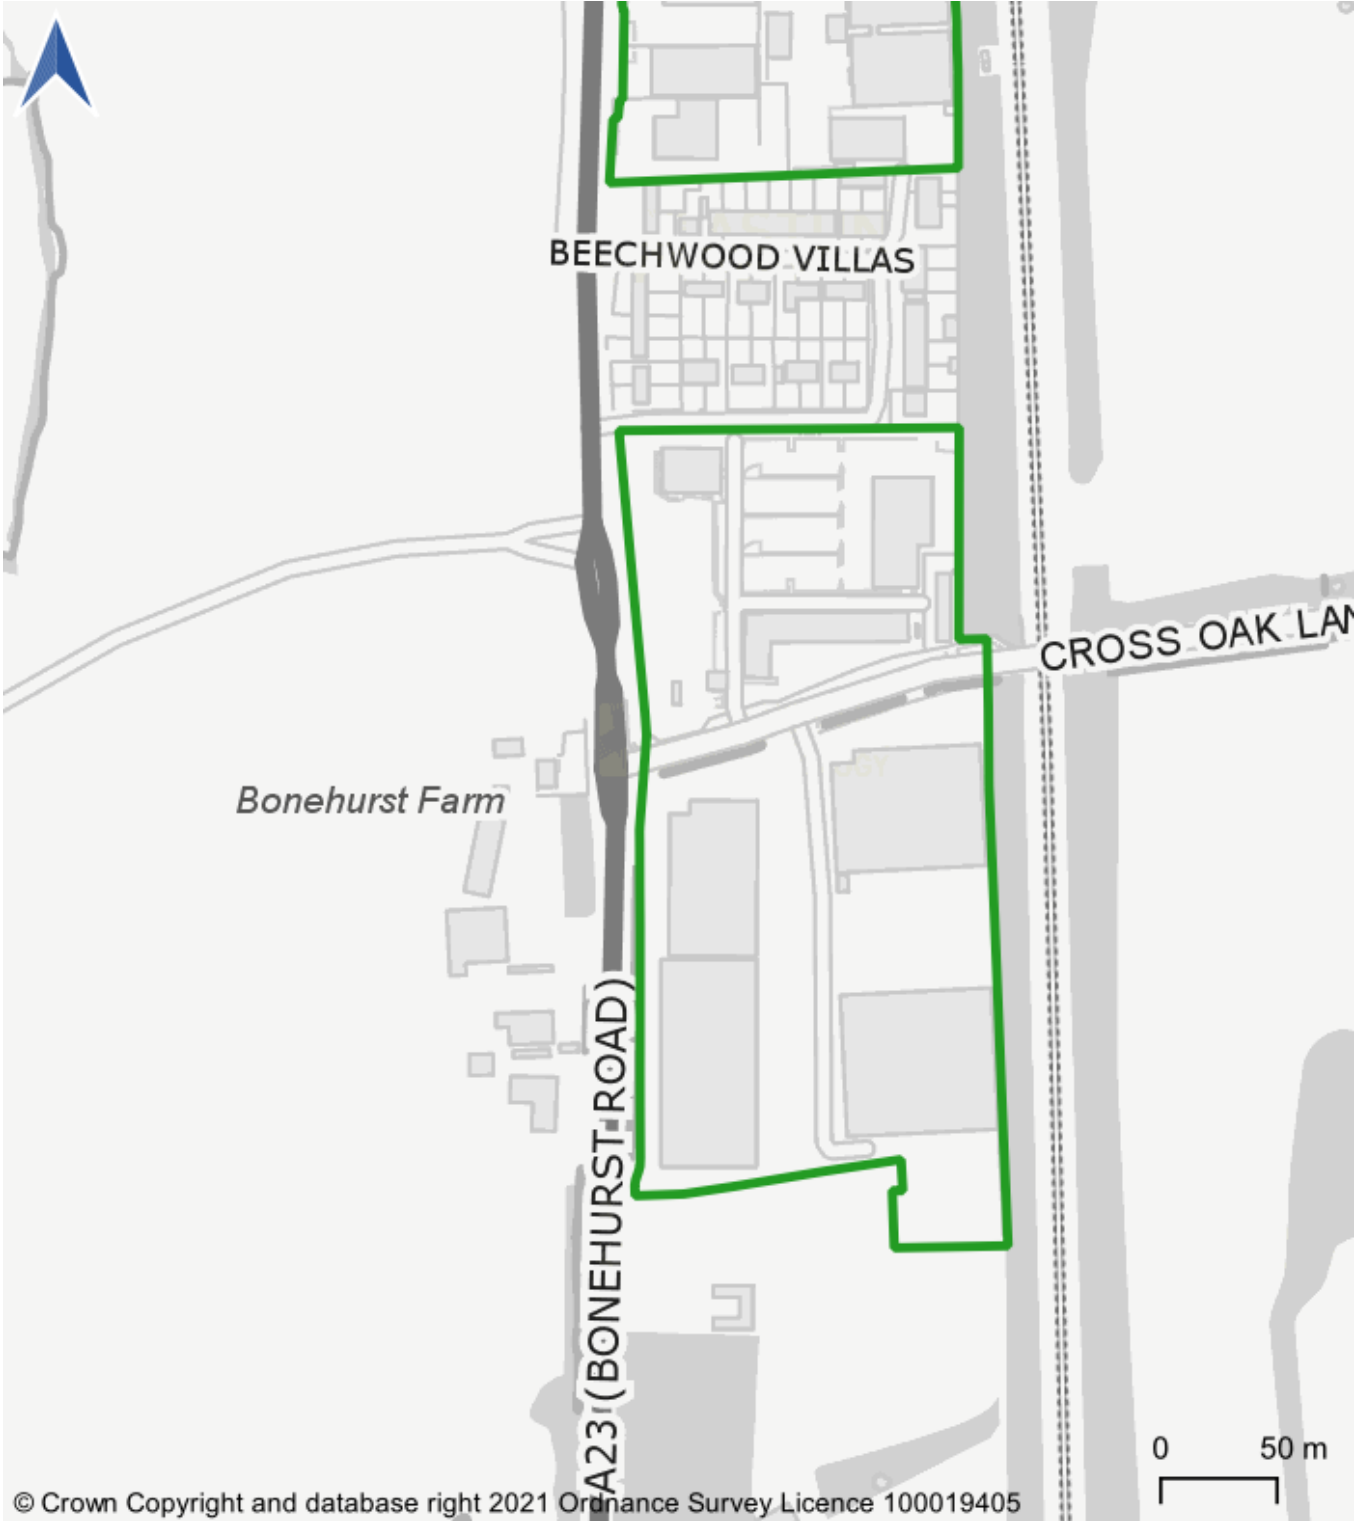 BEECHWOOD VILLAS
CROSS OAK LAN
Bonehurst Farm
A23 (BONEHURST ROAD)
0 50 m
© Crown Copyright and database right 2021 Ordnance Survey Licence 100019405